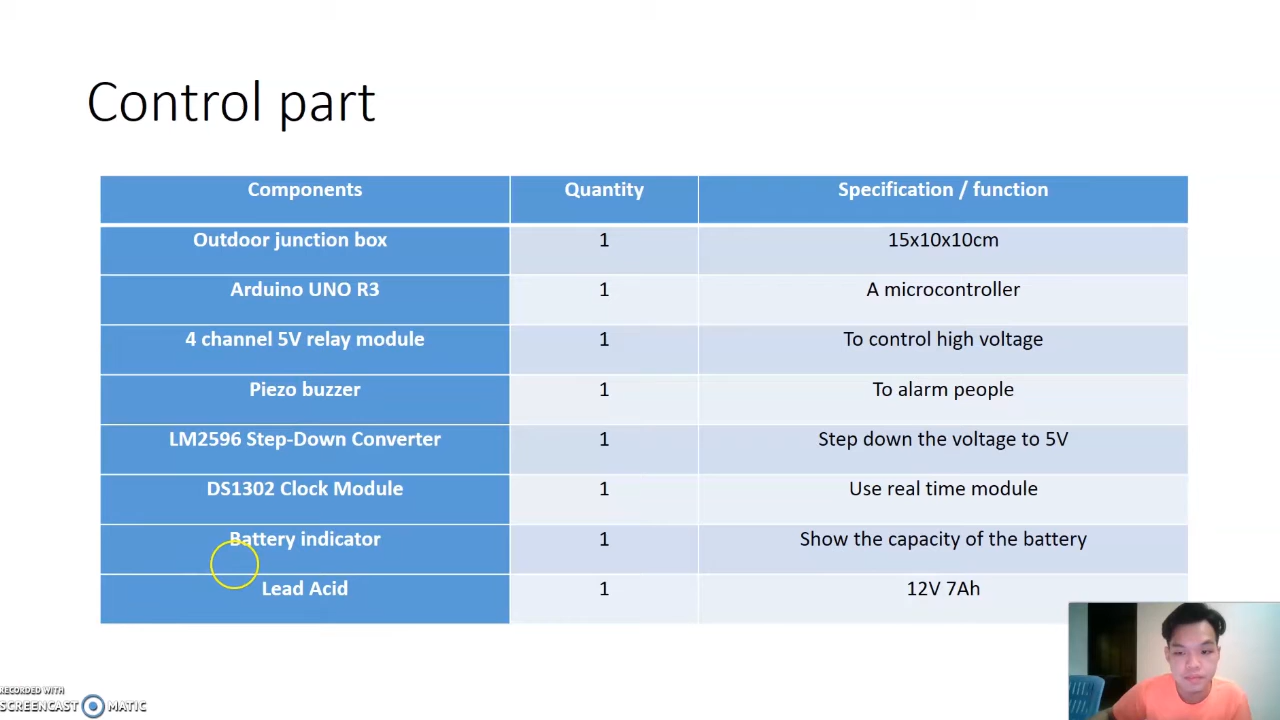 Control part
Components Quantity Specification / function
Outdoor junction box 1 15x10x10cm
Arduino UNO R3 1 A microcontroller
4 channel 5V relay module 1 To control high voltage
Piezo buzzer 1 To alarm people
LM2596 Step-Down Converter 1 Step down the voltage to 5V
DS1302 Clock Module 1 Use real time module
Battery indicator 1 Show the capacity of the battery
Lead Acid 1 12V 7Ah
RECORDED WITH
SCREENCAST MATIC